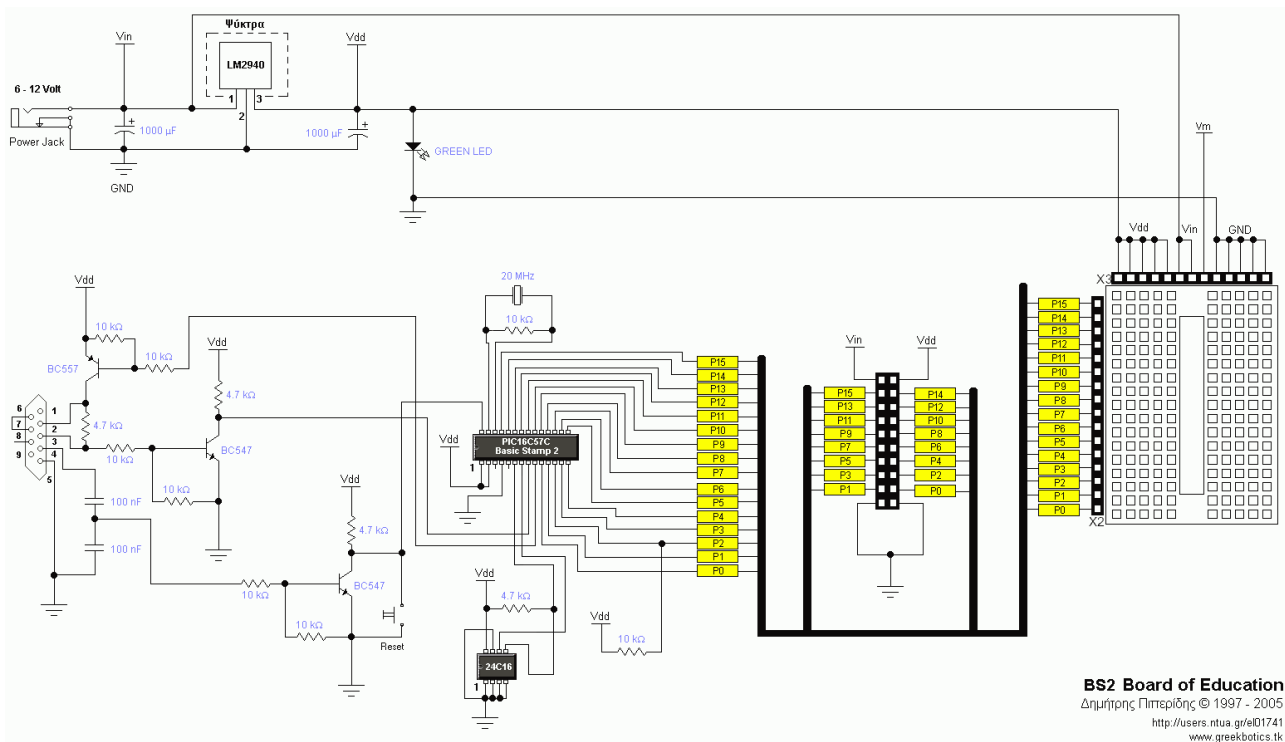 Ψύκτρα
Vin
Vdd
LM2940
6 - 12 Volt
1 3
2
+
1000 µF
1000 µF
+
Power Jack
GREEN LED
GND
Vm
Vdd
Vin
GND
X3
20 MHz
10 kΩ
Vdd
10 kΩ
10 kΩ
BC557
Vdd
4.7 kΩ
4.7 kΩ
6
7
8
9
1
2
3
4
5
10 kΩ
BC547
10 kΩ
100 nF
100 nF
Vdd
4.7 kΩ
BC547
10 kΩ
10 kΩ
Reset
Vdd
PIC16C57C
Basic Stamp 2
1
Vdd
4.7 kΩ
24C16
1
Vdd
10 kΩ
P15
P14
P13
P12
P11
P10
P9
P8
P7
P6
P5
P4
P3
P2
P1
P0
Vin
Vdd
P15
P13
P11
P9
P7
P5
P3
P1
P14
P12
P10
P8
P6
P4
P2
P0
P15
P14
P13
P12
P11
P10
P9
P8
P7
P6
P5
P4
P3
P2
P1
P0
X2
BS2 Board of Education
Δημήτρης Πιπερίδης © 1997 - 2005
http://users.ntua.gr/el01741
www.greekbotics.tk